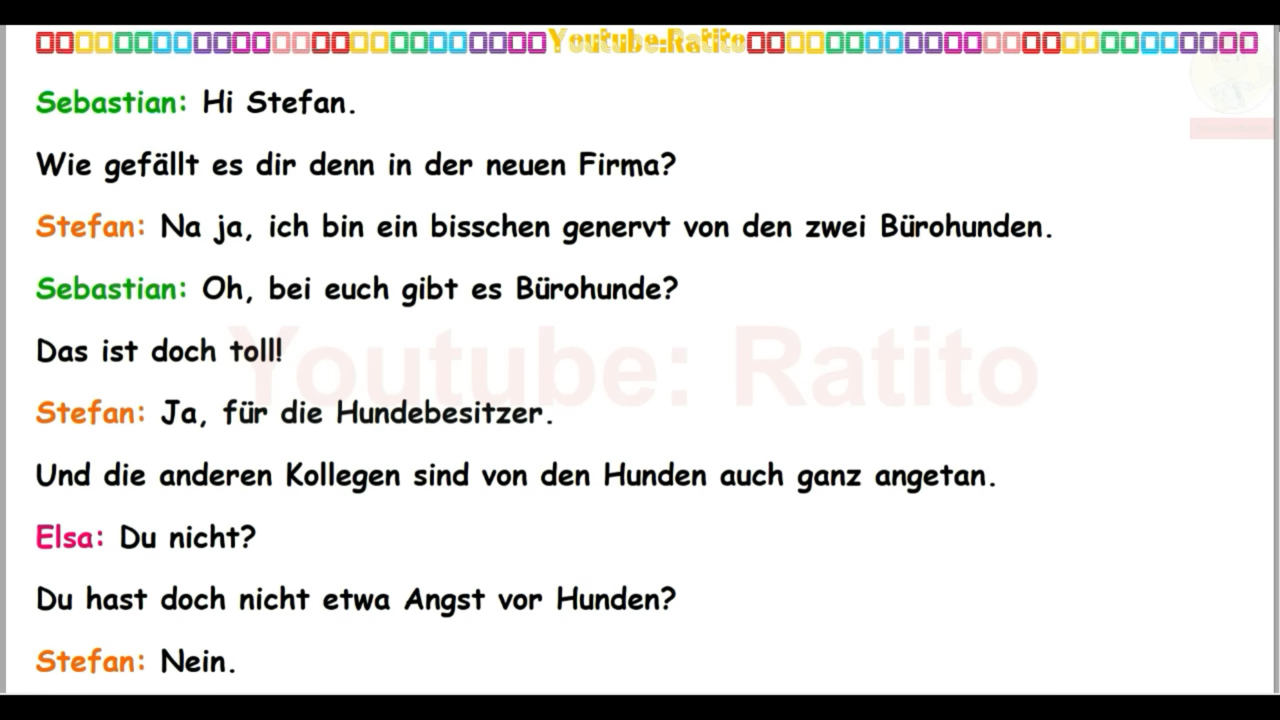 Youtube:Ratito
Sebastian: Hi Stefan.
Wie gefällt es dir denn in der neuen Firma?
Stefan: Na ja, ich bin ein bisschen genervt von den zwei Bürohunden.
Sebastian: Oh, bei euch gibt es Bürohunde?
Das ist doch toll!
Youtube: Ratito
Stefan: Ja, für die Hundebesitzer.
Und die anderen Kollegen sind von den Hunden auch ganz angetan.
Elsa: Du nicht?
Du hast doch nicht etwa Angst vor Hunden?
Stefan: Nein.